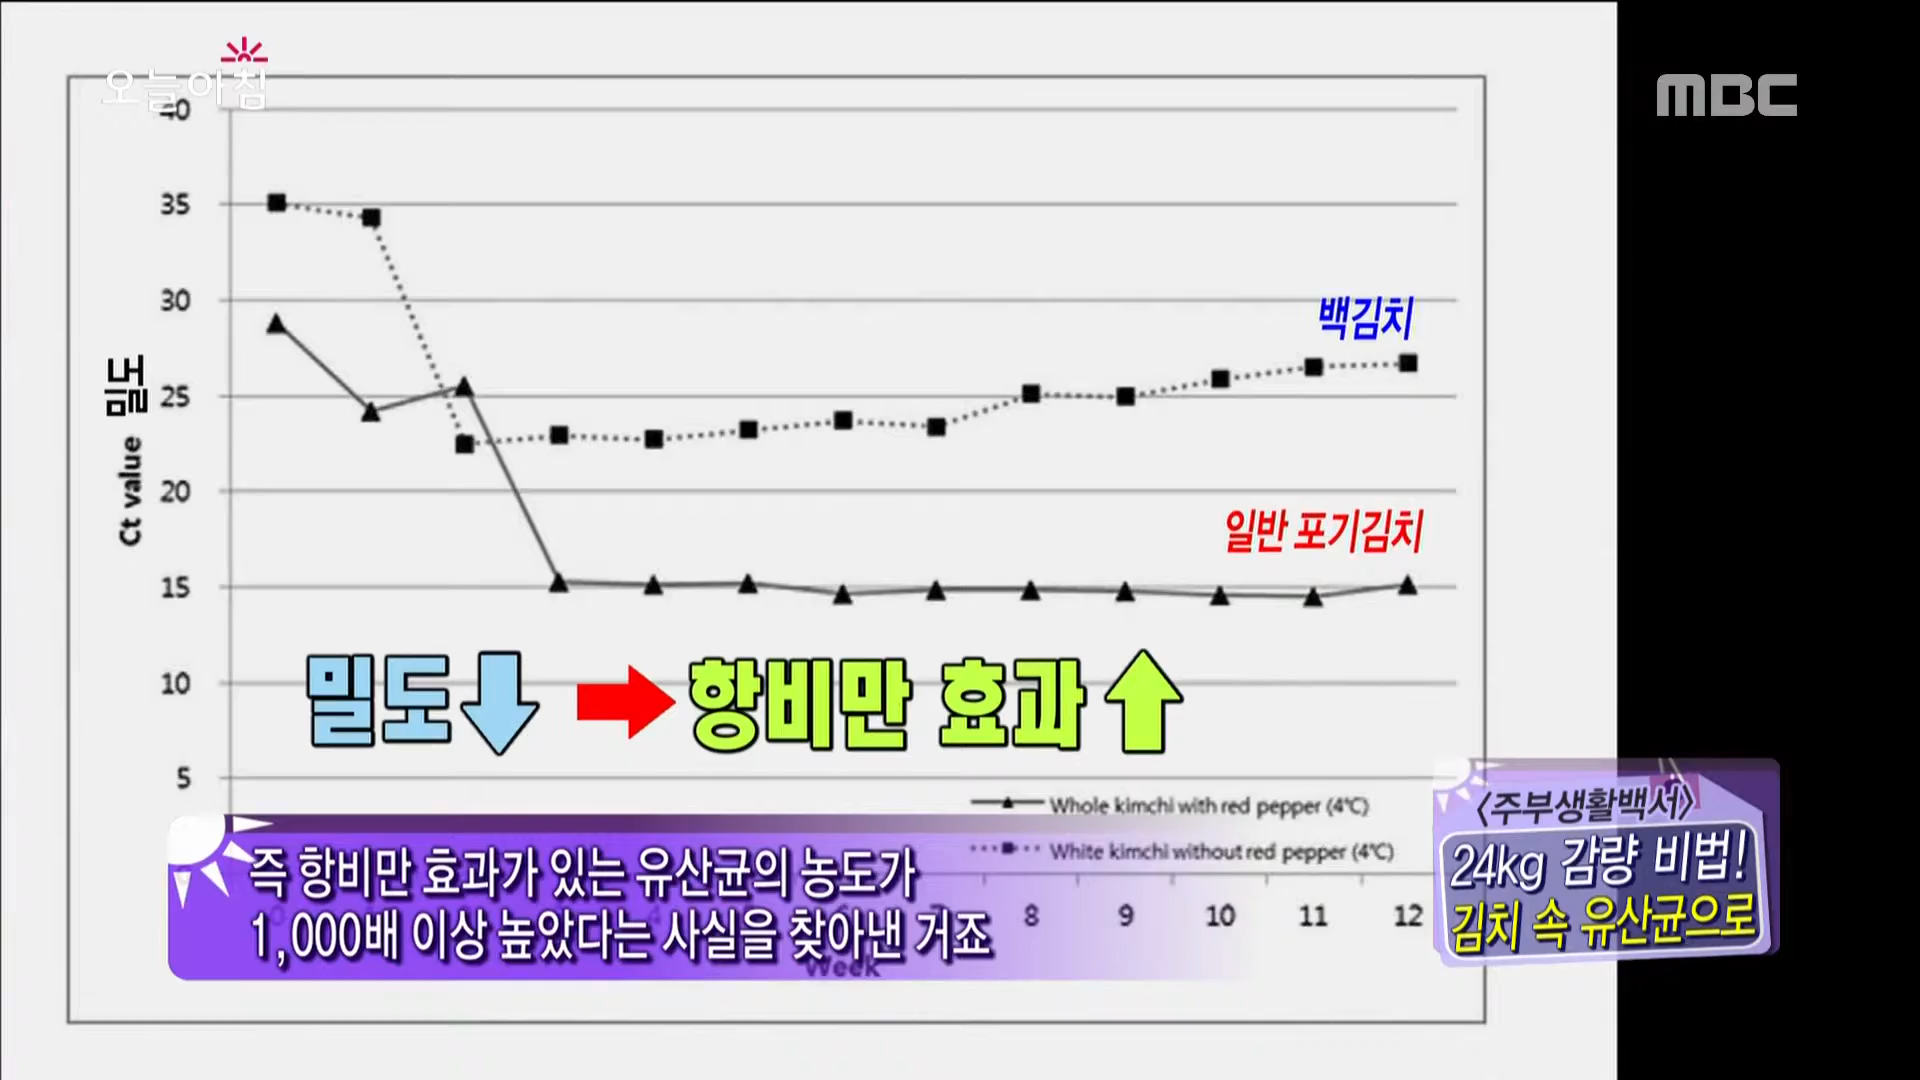 오늘아침
MBC
40
35
30
25
20
15
10
5
Ct value 밀도
백김치
일반 포기김치
밀도
항비만 효과
Whole kimchi with red pepper (4℃)
White kimchi without red pepper (4℃)
7 8 9 10 11 12
Week
즉 항비만 효과가 있는 유산균의 농도가
1,000배 이상 높았다는 사실을 찾아낸 거죠
<주부생활백서>
24kg 감량 비법!
김치 속 유산균으로